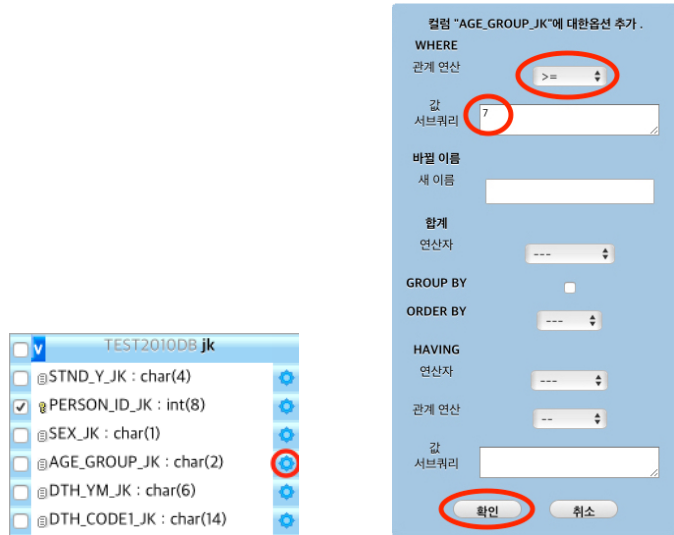 컬럼 "AGE_GROUP_JK"에 대한옵션 추가 .
WHERE
관계 연산
>=
값
서브쿼리
7
바뀔 이름
새 이름
합계
연산자
---
GROUP BY
ORDER BY
---
HAVING
연산자
---
관계 연산
--
값
서브쿼리
확인
취소
v TEST2010DB jk
STND_Y_JK : char(4)
PERSON_ID_JK : int(8)
SEX_JK : char(1)
AGE_GROUP_JK : char(2)
DTH_YM_JK : char(6)
DTH_CODE1_JK : char(14)